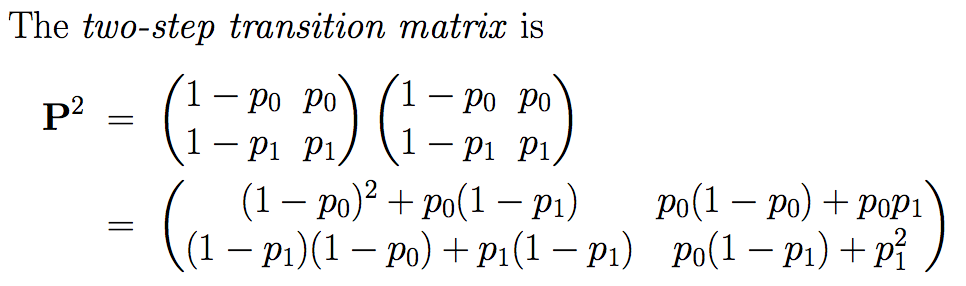 The two-step transition matrix is
P² = (1 − p₀ p₀
1 − p₁ p₁) (1 − p₀ p₀
1 − p₁ p₁)
= ((1 − p₀)² + p₀(1 − p₁) p₀(1 − p₀) + p₀p₁
(1 − p₁)(1 − p₀) + p₁(1 − p₁) p₀(1 − p₁) + p₁²)